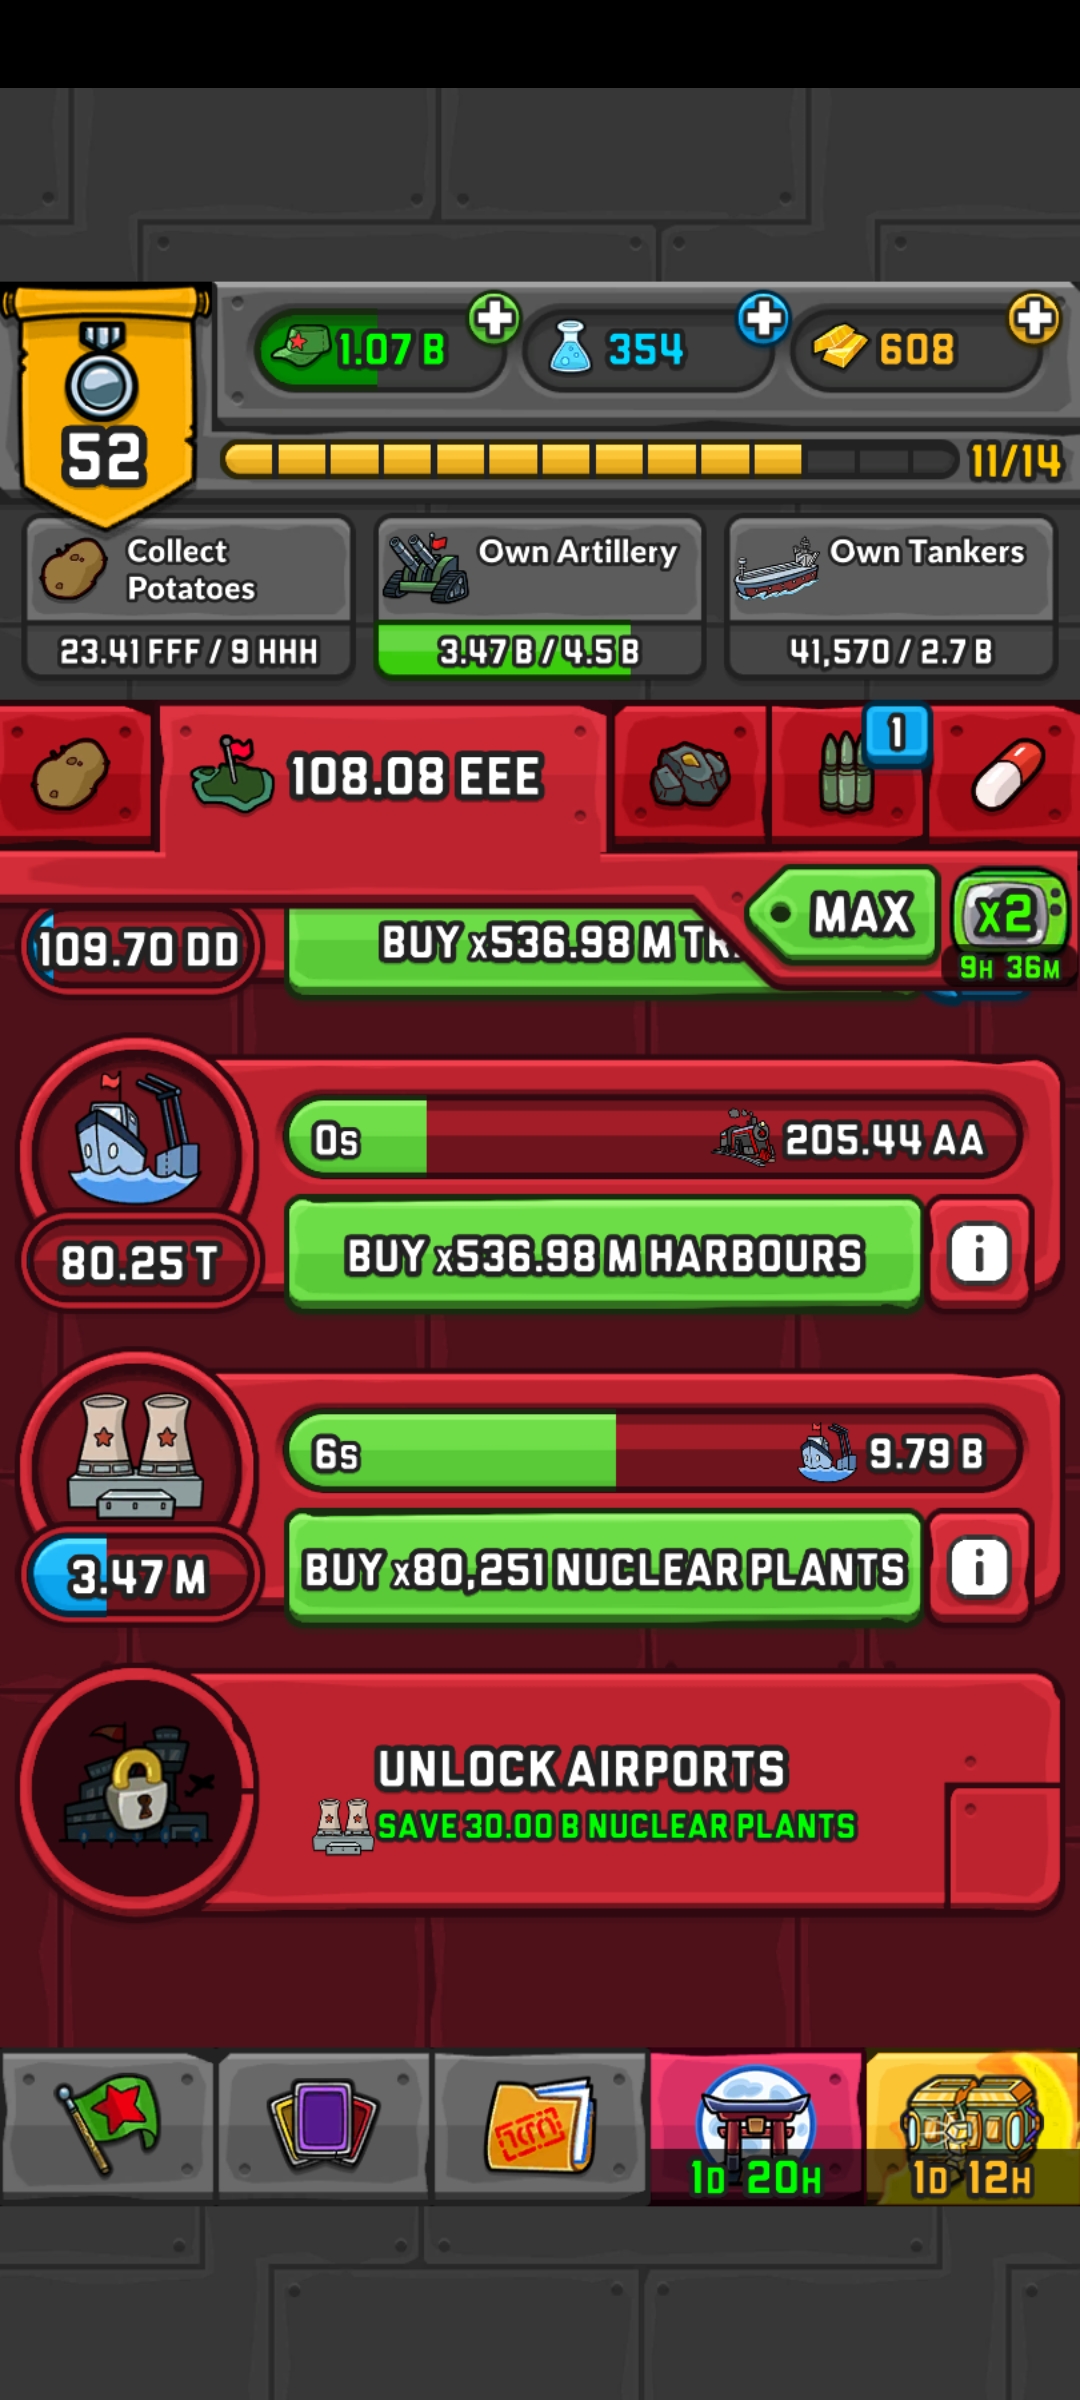 1.07 B
354
608
52
11/14
Collect
Potatoes
Own Artillery
Own Tankers
23.41 FFF / 9 HHH
3.47 B / 4.5 B
41,570 / 2.7 B
108.08 EEE
1
MAX
x2
9H 36M
109.70 DD
BUY x536.98 M TR
0s
205.44 AA
80.25 T
BUY x536.98 M HARBOURS
i
6s
9.79 B
3.47 M
BUY x80,251 NUCLEAR PLANTS
i
UNLOCK AIRPORTS
SAVE 30.00 B NUCLEAR PLANTS
1D 20H
1D 12H